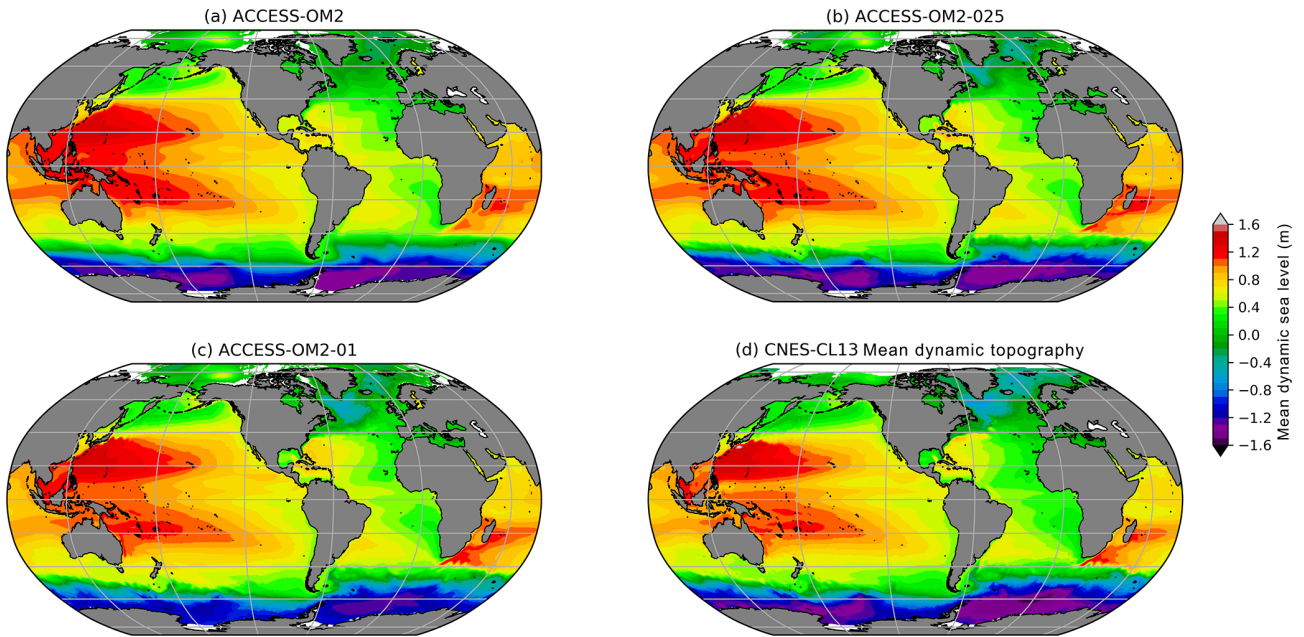 (a) ACCESS-OM2
(b) ACCESS-OM2-025
(c) ACCESS-OM2-01
(d) CNES-CL13 Mean dynamic topography
1.6
1.2
0.8
0.4
0.0
−0.4
−0.8
−1.2
−1.6
Mean dynamic sea level (m)